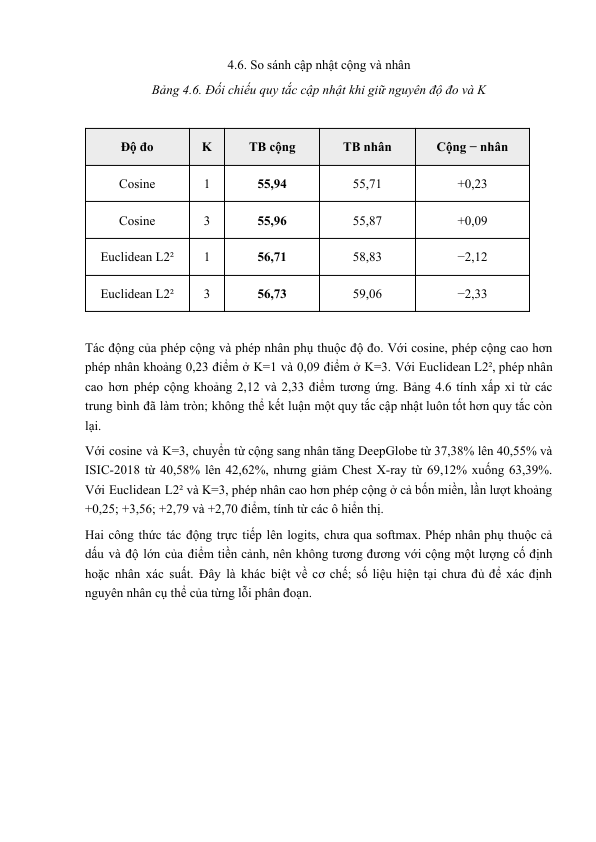 4.6. So sánh cập nhật cộng và nhân
Bảng 4.6. Đối chiếu quy tắc cập nhật khi giữ nguyên độ đo và K
Độ đo K TB cộng TB nhân Cộng − nhân
Cosine 1 55,94 55,71 +0,23
Cosine 3 55,96 55,87 +0,09
Euclidean L2² 1 56,71 58,83 −2,12
Euclidean L2² 3 56,73 59,06 −2,33
Tác động của phép cộng và phép nhân phụ thuộc độ đo. Với cosine, phép cộng cao hơn
phép nhân khoảng 0,23 điểm ở K=1 và 0,09 điểm ở K=3. Với Euclidean L2², phép nhân
cao hơn phép cộng khoảng 2,12 và 2,33 điểm tương ứng. Bảng 4.6 tính xấp xỉ từ các
trung bình đã làm tròn; không thể kết luận một quy tắc cập nhật luôn tốt hơn quy tắc còn
lại.
Với cosine và K=3, chuyển từ cộng sang nhân tăng DeepGlobe từ 37,38% lên 40,55% và
ISIC-2018 từ 40,58% lên 42,62%, nhưng giảm Chest X-ray từ 69,12% xuống 63,39%.
Với Euclidean L2² và K=3, phép nhân cao hơn phép cộng ở cả bốn miền, lần lượt khoảng
+0,25; +3,56; +2,79 và +2,70 điểm, tính từ các ô hiển thị.
Hai công thức tác động trực tiếp lên logits, chưa qua softmax. Phép nhân phụ thuộc cả
dấu và độ lớn của điểm tiền cảnh, nên không tương đương với cộng một lượng cố định
hoặc nhân xác suất. Đây là khác biệt về cơ chế; số liệu hiện tại chưa đủ để xác định
nguyên nhân cụ thể của từng lỗi phân đoạn.